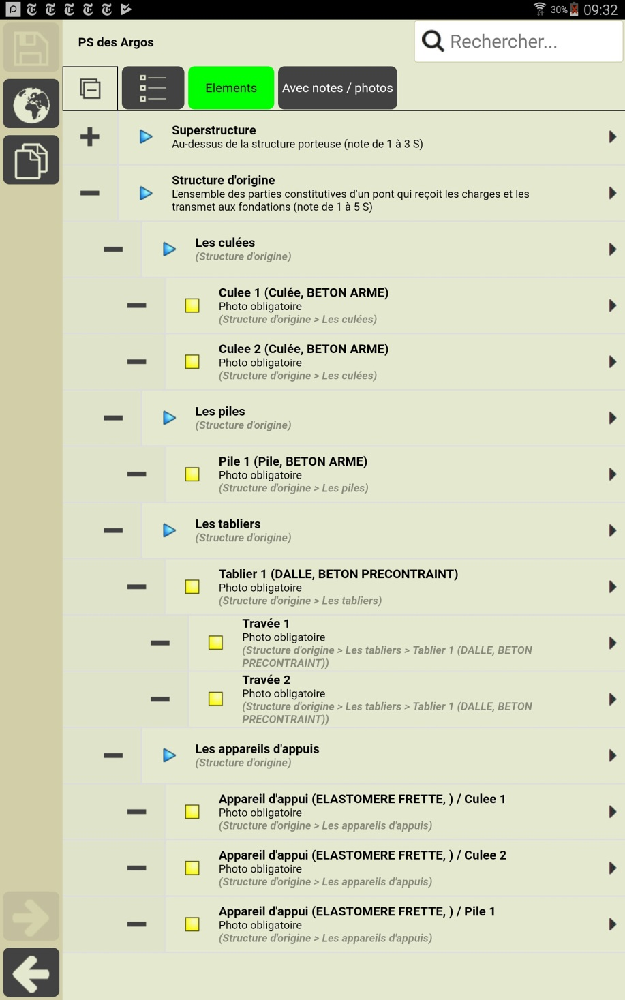 30% 09:32
PS des Argos
Rechercher...
Elements
Avec notes / photos
Superstructure
Au-dessus de la structure porteuse (note de 1 à 3 S)
Structure d'origine
L'ensemble des parties constitutives d'un pont qui reçoit les charges et les
transmet aux fondations (note de 1 à 5 S)
Les culées
(Structure d'origine)
Culee 1 (Culée, BETON ARME)
Photo obligatoire
(Structure d'origine > Les culées)
Culee 2 (Culée, BETON ARME)
Photo obligatoire
(Structure d'origine > Les culées)
Les piles
(Structure d'origine)
Pile 1 (Pile, BETON ARME)
Photo obligatoire
(Structure d'origine > Les piles)
Les tabliers
(Structure d'origine)
Tablier 1 (DALLE, BETON PRECONTRAINT)
Photo obligatoire
(Structure d'origine > Les tabliers)
Travée 1
Photo obligatoire
(Structure d'origine > Les tabliers > Tablier 1 (DALLE, BETON
PRECONTRAINT))
Travée 2
Photo obligatoire
(Structure d'origine > Les tabliers > Tablier 1 (DALLE, BETON
PRECONTRAINT))
Les appareils d'appuis
(Structure d'origine)
Appareil d'appui (ELASTOMERE FRETTE, ) / Culee 1
Photo obligatoire
(Structure d'origine > Les appareils d'appuis)
Appareil d'appui (ELASTOMERE FRETTE, ) / Culee 2
Photo obligatoire
(Structure d'origine > Les appareils d'appuis)
Appareil d'appui (ELASTOMERE FRETTE, ) / Pile 1
Photo obligatoire
(Structure d'origine > Les appareils d'appuis)